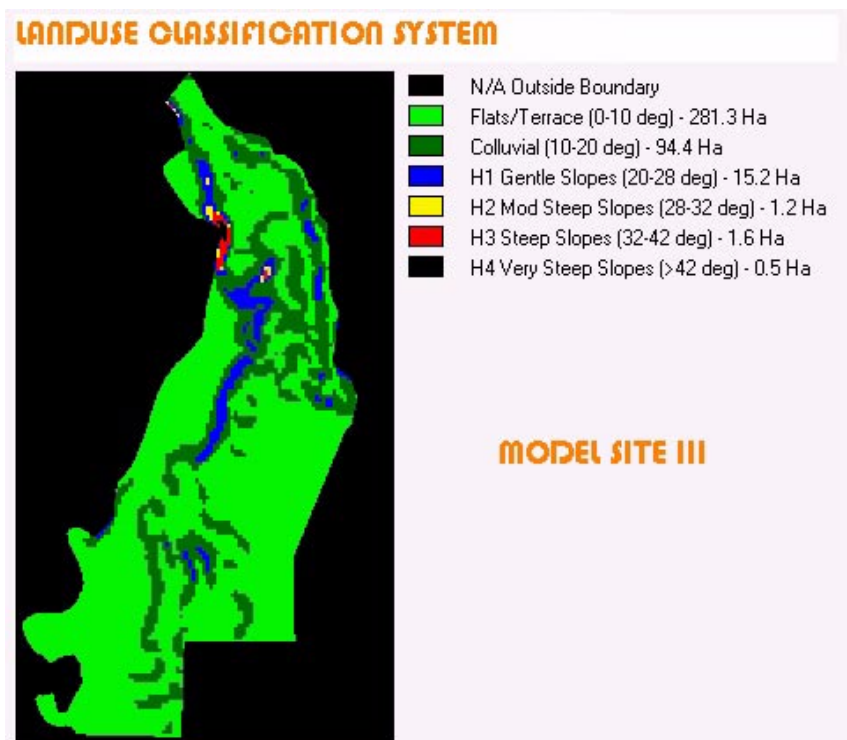 LANDUSE CLASSIFICATION SYSTEM
N/A Outside Boundary
Flats/Terrace (0-10 deg) - 281.3 Ha
Colluvial (10-20 deg) - 94.4 Ha
H1 Gentle Slopes (20-28 deg) - 15.2 Ha
H2 Mod Steep Slopes (28-32 deg) - 1.2 Ha
H3 Steep Slopes (32-42 deg) - 1.6 Ha
H4 Very Steep Slopes (>42 deg) - 0.5 Ha
MODEL SITE III